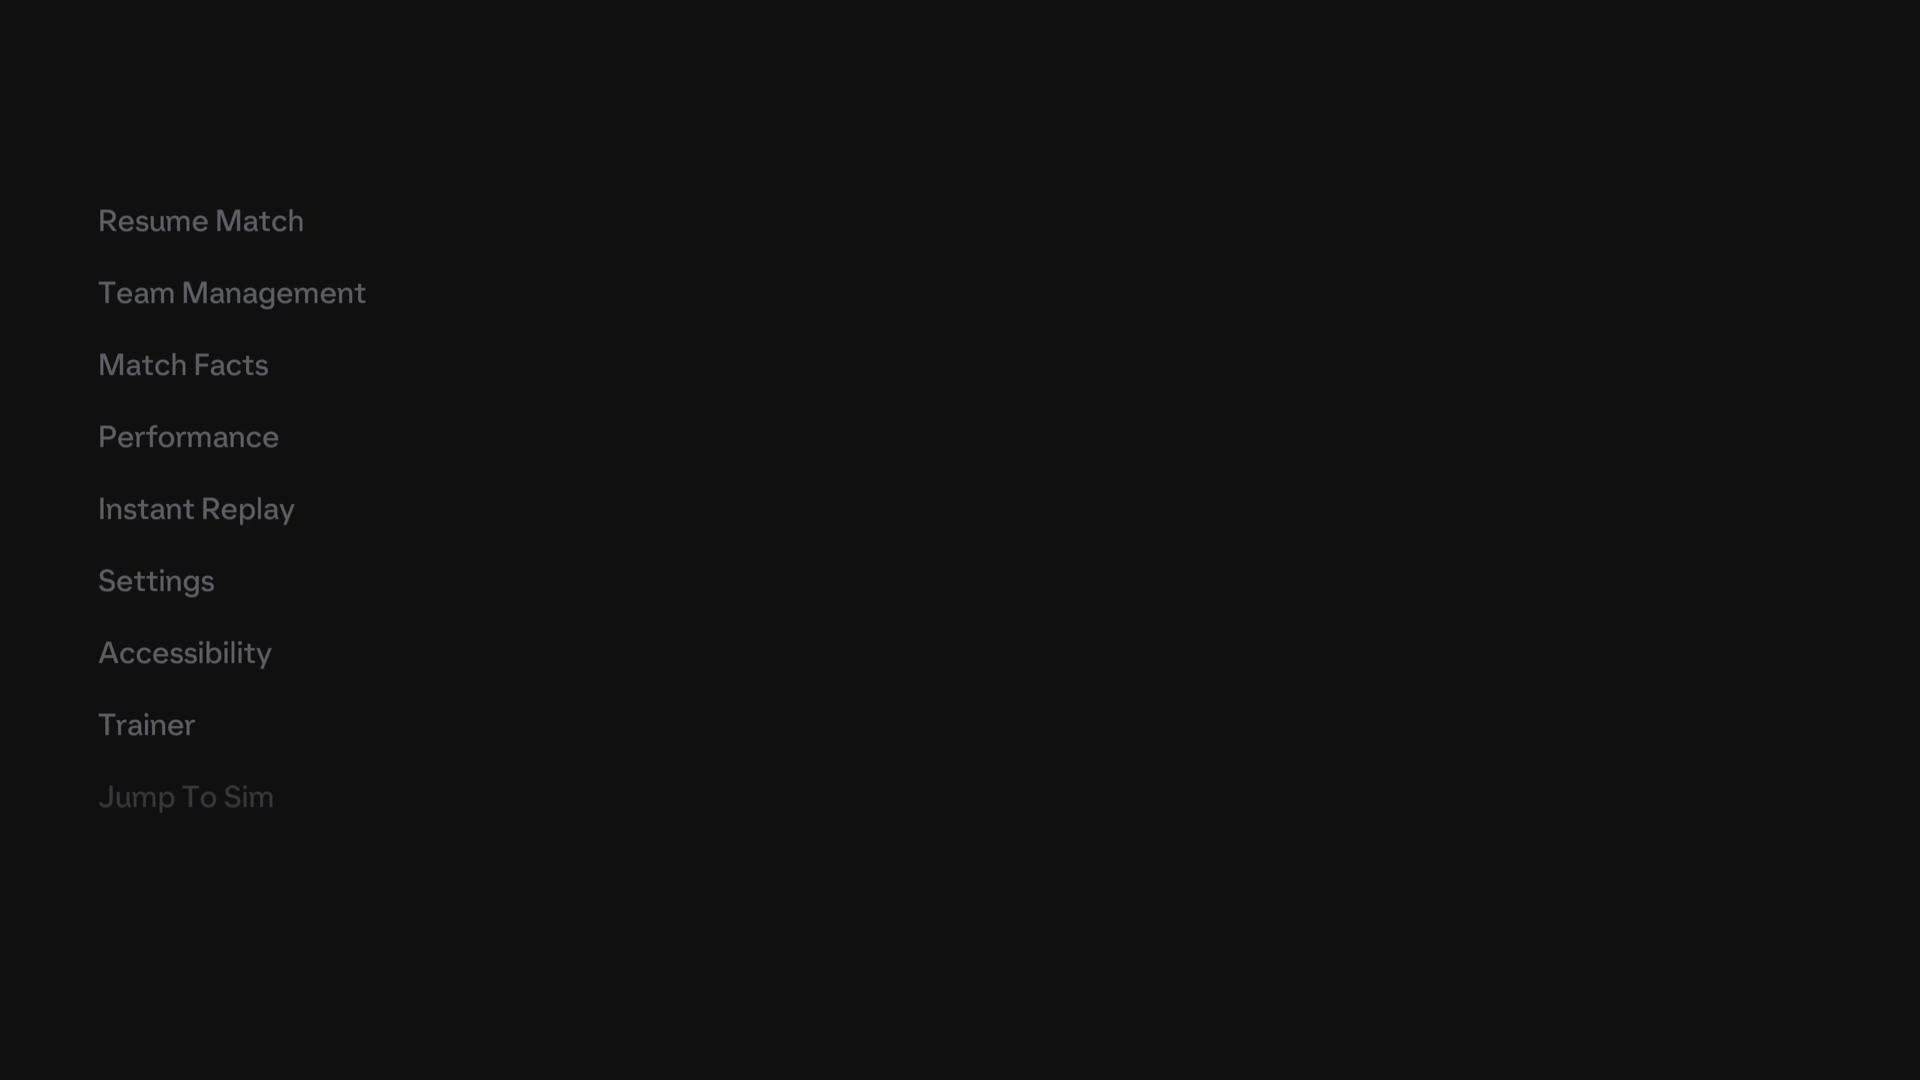 Resume Match
Team Management
Match Facts
Performance
Instant Replay
Settings
Accessibility
Trainer
Jump To Sim